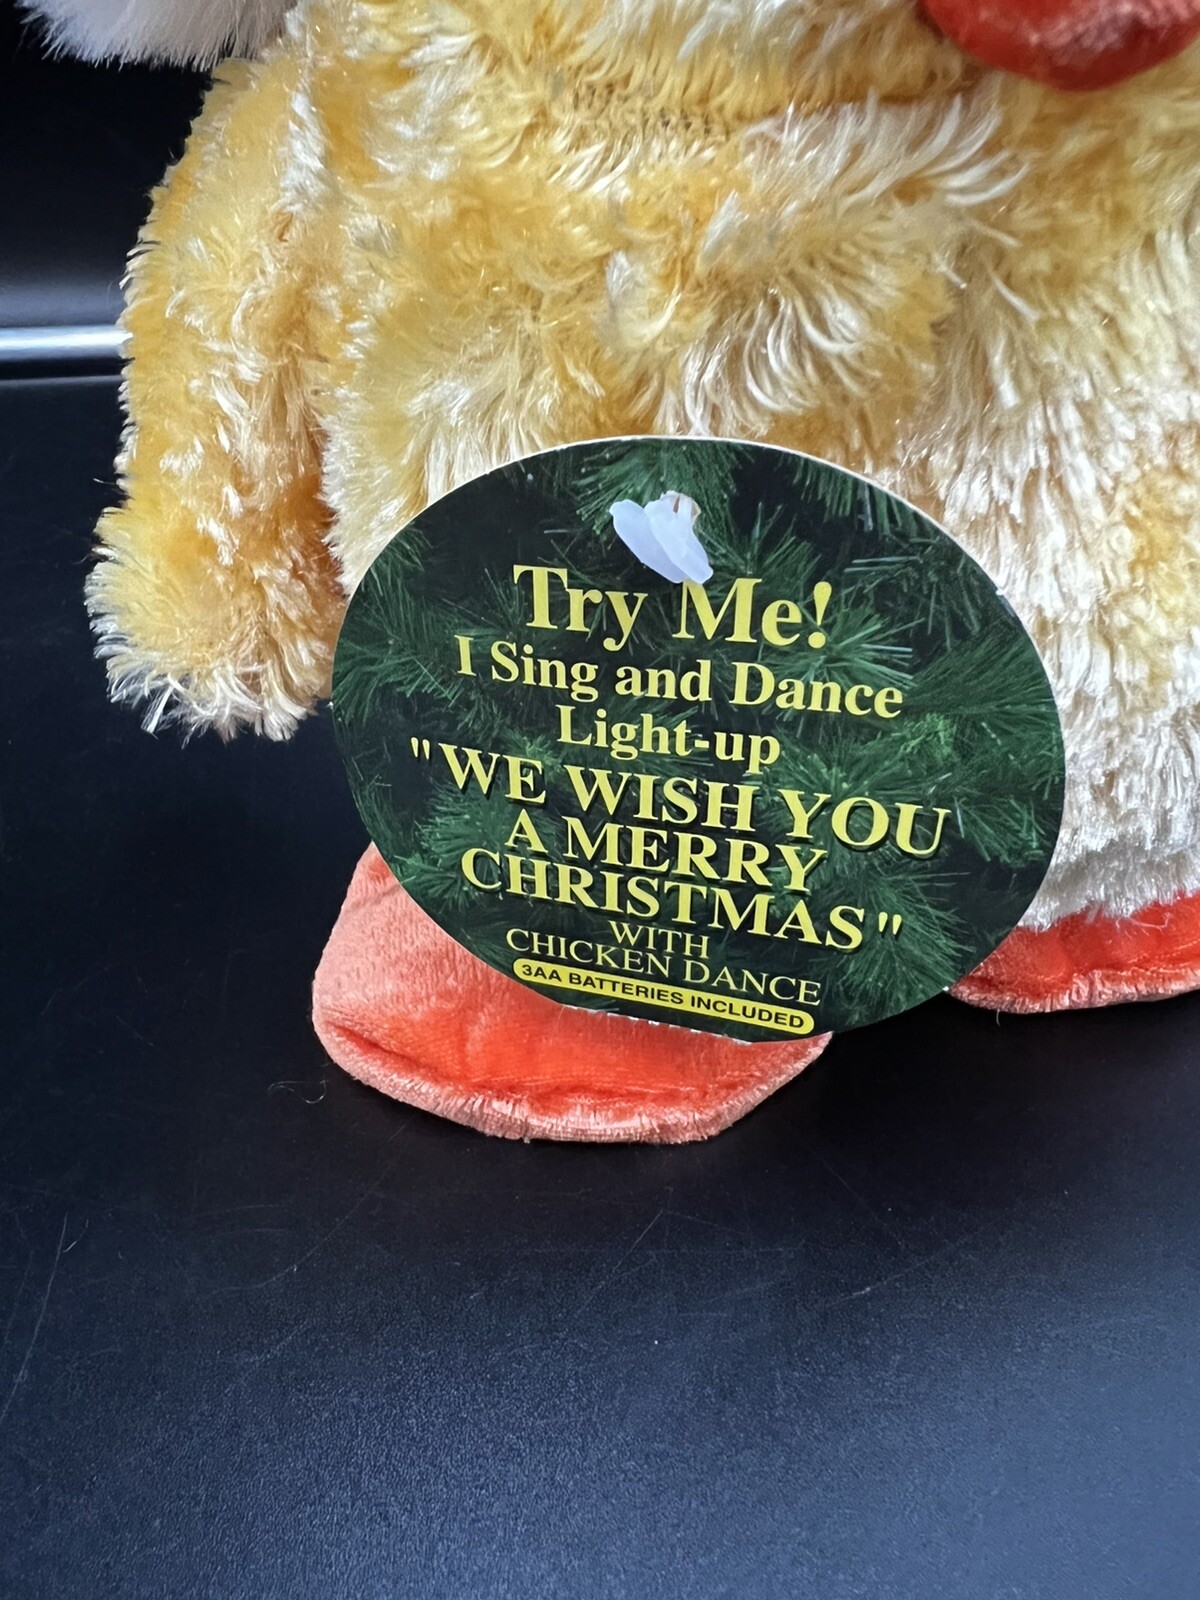 Try Me!
I Sing and Dance
Light-up
"WE WISH YOU
A MERRY
CHRISTMAS"
WITH
CHICKEN DANCE
3AA BATTERIES INCLUDED